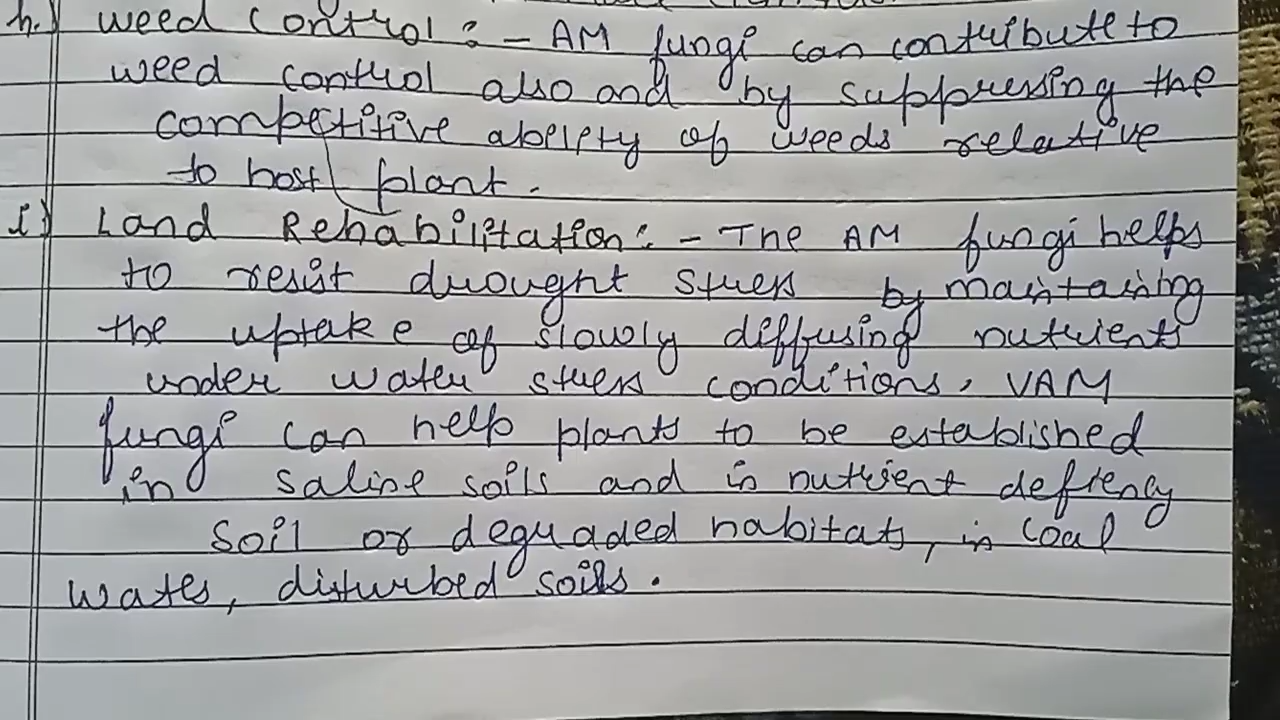 h.) weed control :- AM fungi can contribute to
weed control also and by suppressing the
competitive ability of weeds relative
to host plant.
i) Land Rehabilitation :- The AM fungi helps
to resist drought stress by maintaining
the uptake of slowly diffusing nutrients
under water stress conditions, VAM
fungi can help plants to be established
in saline soils and in nutrient defiency
soil or degraded habitats, in coal
wates, disturbed soils.